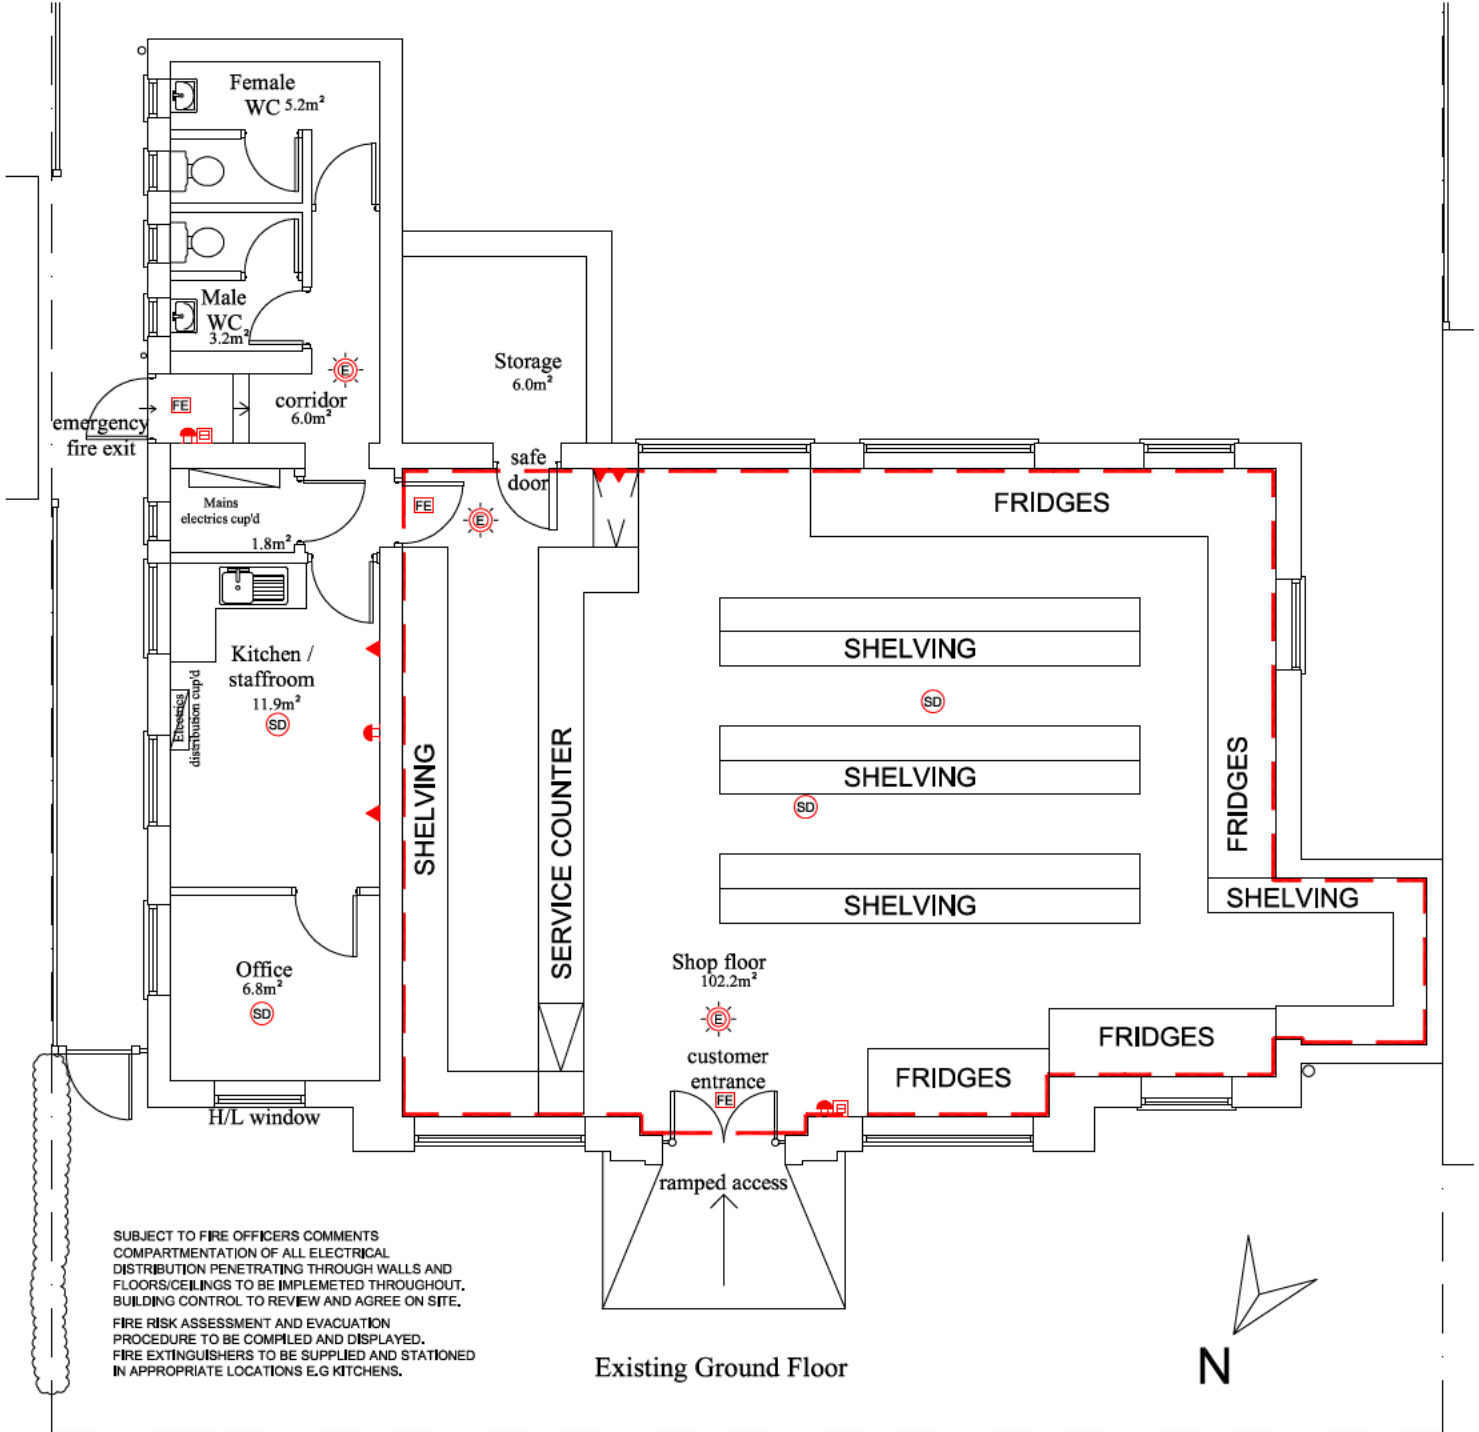 Female
WC 5.2m²
Male
WC
3.2m²
Storage
6.0m²
E
FE
corridor
6.0m²
emergency
fire exit
safe
door
Mains
electrics cup'd
1.8m²
FE
E
FRIDGES
SHELVING
Kitchen /
staffroom
11.9m²
SD
Electrics
distribution cup'd
SD
SHELVING
SERVICE COUNTER
SHELVING
SD
FRIDGES
SHELVING
SHELVING
Office
6.8m²
SD
Shop floor
102.2m²
E
customer
entrance
FE
FRIDGES
FRIDGES
H/L window
ramped access
SUBJECT TO FIRE OFFICERS COMMENTS
COMPARTMENTATION OF ALL ELECTRICAL
DISTRIBUTION PENETRATING THROUGH WALLS AND
FLOORS/CEILINGS TO BE IMPLEMETED THROUGHOUT.
BUILDING CONTROL TO REVIEW AND AGREE ON SITE.
FIRE RISK ASSESSMENT AND EVACUATION
PROCEDURE TO BE COMPILED AND DISPLAYED.
FIRE EXTINGUISHERS TO BE SUPPLIED AND STATIONED
IN APPROPRIATE LOCATIONS E.G KITCHENS.
Existing Ground Floor
N